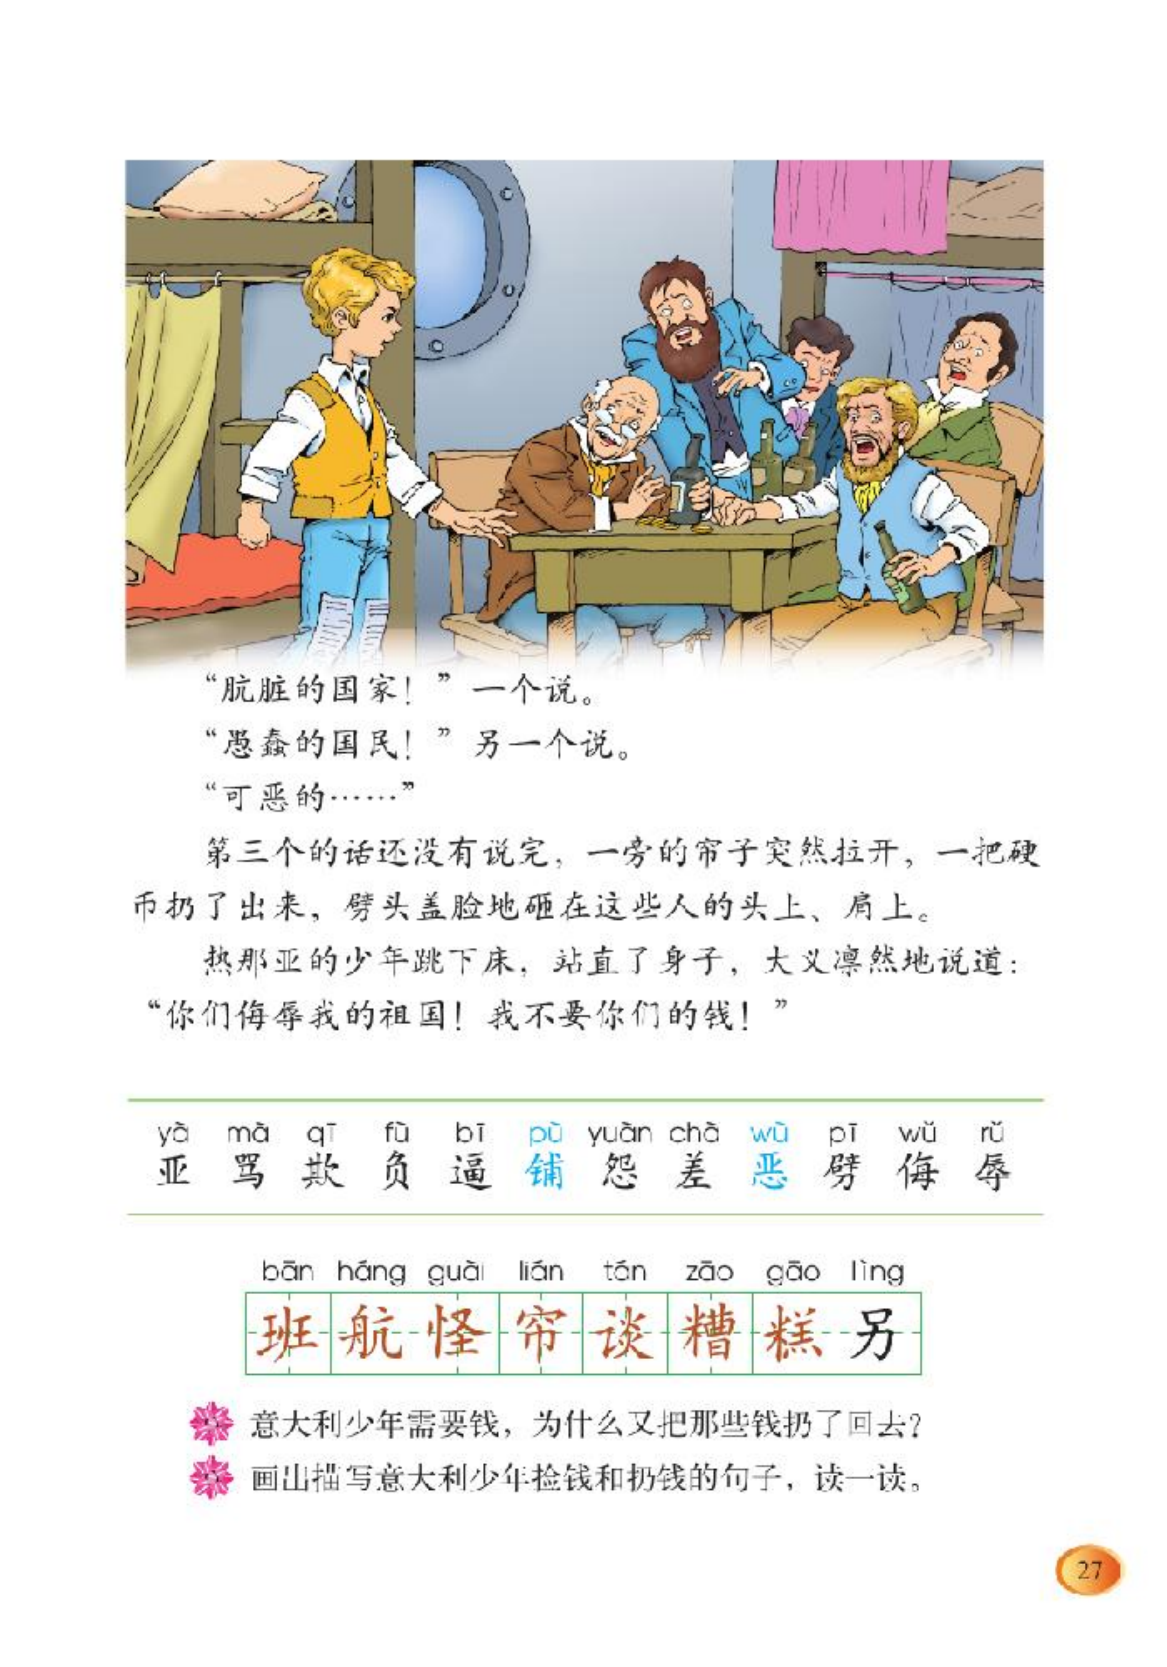 “肮脏的国家！”一个说。
“愚蠢的国民！”另一个说。
“可恶的……”
第三个的话还没有说完，一旁的帘子突然拉开，一把硬
币扔了出来，劈头盖脸地砸在这些人的头上、肩上。
热那亚的少年跳下床，站直了身子，大义凛然地说道：
“你们侮辱我的祖国！我不要你们的钱！”
yà mà qī fù bī pù yuàn chà wù pī wǔ rǔ
亚 骂 欺 负 逼 铺 怨 差 恶 劈 侮 辱
bān háng guài lián tán zāo gāo lìng
班 航 怪 帘 谈 糟 糕 另
意大利少年需要钱，为什么又把那些钱扔了回去？
画出描写意大利少年捡钱和扔钱的句子，读一读。
27